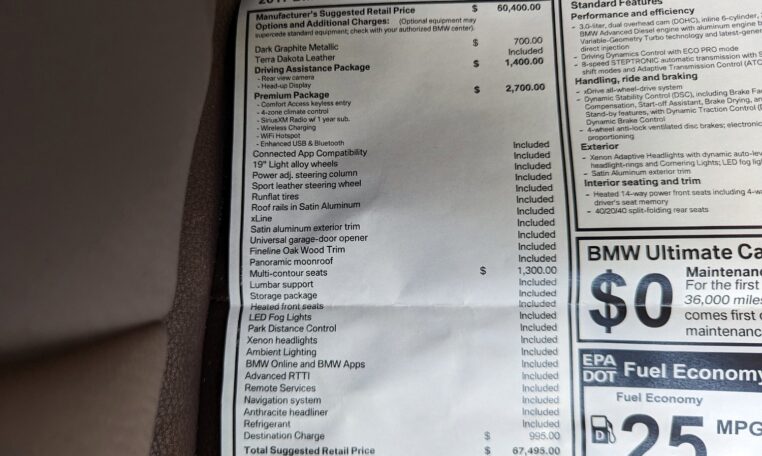 Manufacturer's Suggested Retail Price $ 60,400.00
Options and Additional Charges: (Optional equipment may
supercede standard equipment; check with your authorized BMW center).
Dark Graphite Metallic $ 700.00
Terra Dakota Leather Included
Driving Assistance Package $ 1,400.00
- Rear view camera
- Head-up Display
Premium Package $ 2,700.00
- Comfort Access keyless entry
- 4-zone climate control
- SiriusXM Radio w/ 1 year sub.
- Wireless Charging
- WiFi Hotspot
- Enhanced USB & Bluetooth
Connected App Compatibility Included
19" Light alloy wheels Included
Power adj. steering column Included
Sport leather steering wheel Included
Runflat tires Included
Roof rails in Satin Aluminum Included
xLine Included
Satin aluminum exterior trim Included
Universal garage-door opener Included
Fineline Oak Wood Trim Included
Panoramic moonroof Included
Multi-contour seats $ 1,300.00
Lumbar support Included
Storage package Included
Heated front seats Included
LED Fog Lights Included
Park Distance Control Included
Xenon headlights Included
Ambient Lighting Included
BMW Online and BMW Apps Included
Advanced RTTI Included
Remote Services Included
Navigation system Included
Anthracite headliner Included
Refrigerant Included
Destination Charge $ 995.00
Total Suggested Retail Price $ 67,495.00
Standard Features
Performance and efficiency
- 3.0-liter, dual overhead cam (DOHC), inline 6-cylinder,
BMW Advanced Diesel engine with aluminum engine
Variable-Geometry Turbo technology and
direct injection
- Driving Dynamics Control with ECO PRO mode
- 8-speed STEPTRONIC automatic transmission with
shift modes and Adaptive Transmission Control
Handling, ride and braking
- xDrive all-wheel-drive system
- Dynamic Stability Control (DSC), including Brake
Compensation, Start-off Assistant, Brake Drying, and
Stand-by features, with Dynamic Traction Control
Dynamic Brake Control
- 4-wheel anti-lock ventilated disc brakes;
proportioning
Exterior
- Xenon Adaptive Headlights with dynamic
headlight-rings and Cornering Lights; LED
- Satin Aluminum exterior trim
Interior seating and trim
- Heated 14-way power front seats including
driver's seat memory
- 40/20/40 split-folding rear seats
BMW Ultimate Ca
$0
Maintenan
For the first
36,000 mile
comes first
maintenanc
EPA
DOT Fuel Economy
Fuel Economy
D 25 MPG